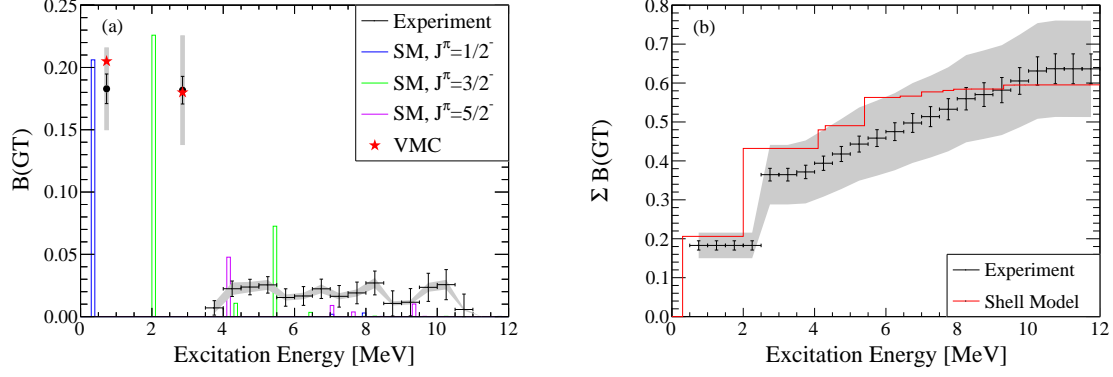 (a)
Experiment
SM, J^π=1/2^-
SM, J^π=3/2^-
SM, J^π=5/2^-
VMC
B(GT)
0.25
0.20
0.15
0.10
0.05
0.00
0 2 4 6 8 10 12
Excitation Energy [MeV]
(b)
Σ B(GT)
0.8
0.7
0.6
0.5
0.4
0.3
0.2
0.1
0.0
Experiment
Shell Model
0 2 4 6 8 10 12
Excitation Energy [MeV]